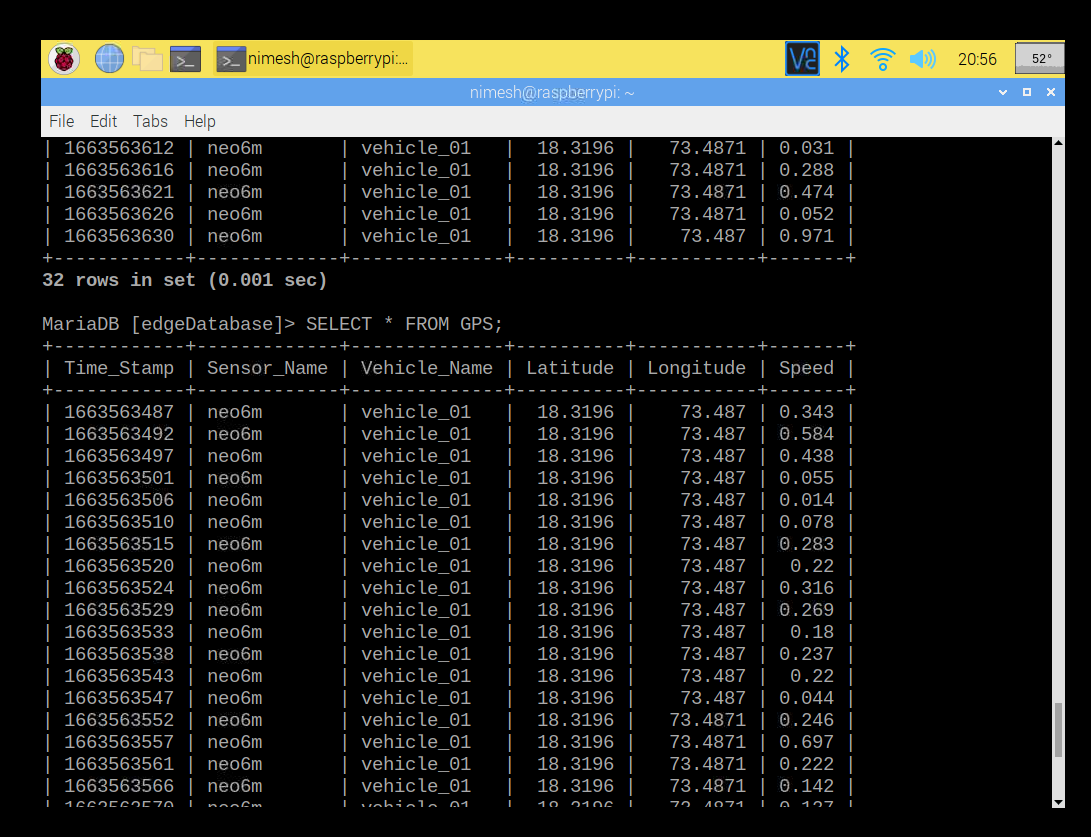 nimesh@raspberrypi:... 20:56 52°
nimesh@raspberrypi: ~
File Edit Tabs Help
| 1663563612 | neo6m       | vehicle_01   |  18.3196 |   73.4871 | 0.031 |
| 1663563616 | neo6m       | vehicle_01   |  18.3196 |   73.4871 | 0.288 |
| 1663563621 | neo6m       | vehicle_01   |  18.3196 |   73.4871 | 0.474 |
| 1663563626 | neo6m       | vehicle_01   |  18.3196 |   73.4871 | 0.052 |
| 1663563630 | neo6m       | vehicle_01   |  18.3196 |    73.487 | 0.971 |
+------------+-------------+--------------+----------+-----------+-------+
32 rows in set (0.001 sec)
MariaDB [edgeDatabase]> SELECT * FROM GPS;
+------------+-------------+--------------+----------+-----------+-------+
| Time_Stamp | Sensor_Name | Vehicle_Name | Latitude | Longitude | Speed |
+------------+-------------+--------------+----------+-----------+-------+
| 1663563487 | neo6m       | vehicle_01   |  18.3196 |    73.487 | 0.343 |
| 1663563492 | neo6m       | vehicle_01   |  18.3196 |    73.487 | 0.584 |
| 1663563497 | neo6m       | vehicle_01   |  18.3196 |    73.487 | 0.438 |
| 1663563501 | neo6m       | vehicle_01   |  18.3196 |    73.487 | 0.055 |
| 1663563506 | neo6m       | vehicle_01   |  18.3196 |    73.487 | 0.014 |
| 1663563510 | neo6m       | vehicle_01   |  18.3196 |    73.487 | 0.078 |
| 1663563515 | neo6m       | vehicle_01   |  18.3196 |    73.487 | 0.283 |
| 1663563520 | neo6m       | vehicle_01   |  18.3196 |    73.487 |  0.22 |
| 1663563524 | neo6m       | vehicle_01   |  18.3196 |    73.487 | 0.316 |
| 1663563529 | neo6m       | vehicle_01   |  18.3196 |    73.487 | 0.269 |
| 1663563533 | neo6m       | vehicle_01   |  18.3196 |    73.487 |  0.18 |
| 1663563538 | neo6m       | vehicle_01   |  18.3196 |    73.487 | 0.237 |
| 1663563543 | neo6m       | vehicle_01   |  18.3196 |    73.487 |  0.22 |
| 1663563547 | neo6m       | vehicle_01   |  18.3196 |    73.487 | 0.044 |
| 1663563552 | neo6m       | vehicle_01   |  18.3196 |   73.4871 | 0.246 |
| 1663563557 | neo6m       | vehicle_01   |  18.3196 |   73.4871 | 0.697 |
| 1663563561 | neo6m       | vehicle_01   |  18.3196 |   73.4871 | 0.222 |
| 1663563566 | neo6m       | vehicle_01   |  18.3196 |   73.4871 | 0.142 |